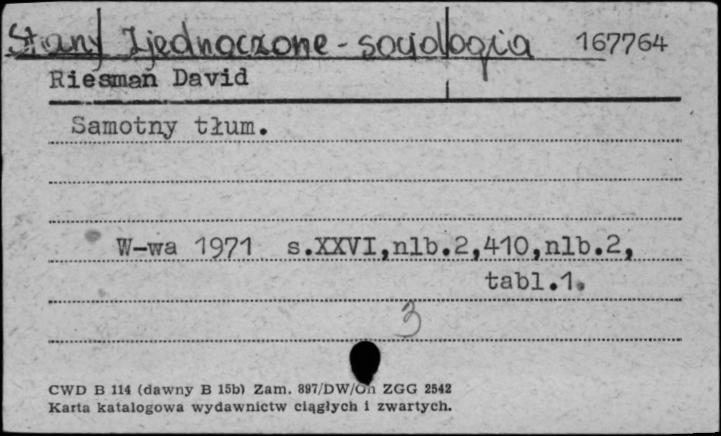 Stany Zjednoczone - socjologia 167764
Riesman David
Samotny tłum.
W-wa 1971 s.XXVI,nlb.2,410,nlb.2,
tabl.1.
3
CWD B 114 (dawny B 15b) Zam. 897/DW/Gn ZGG 2542
Karta katalogowa wydawnictw ciągłych i zwartych.